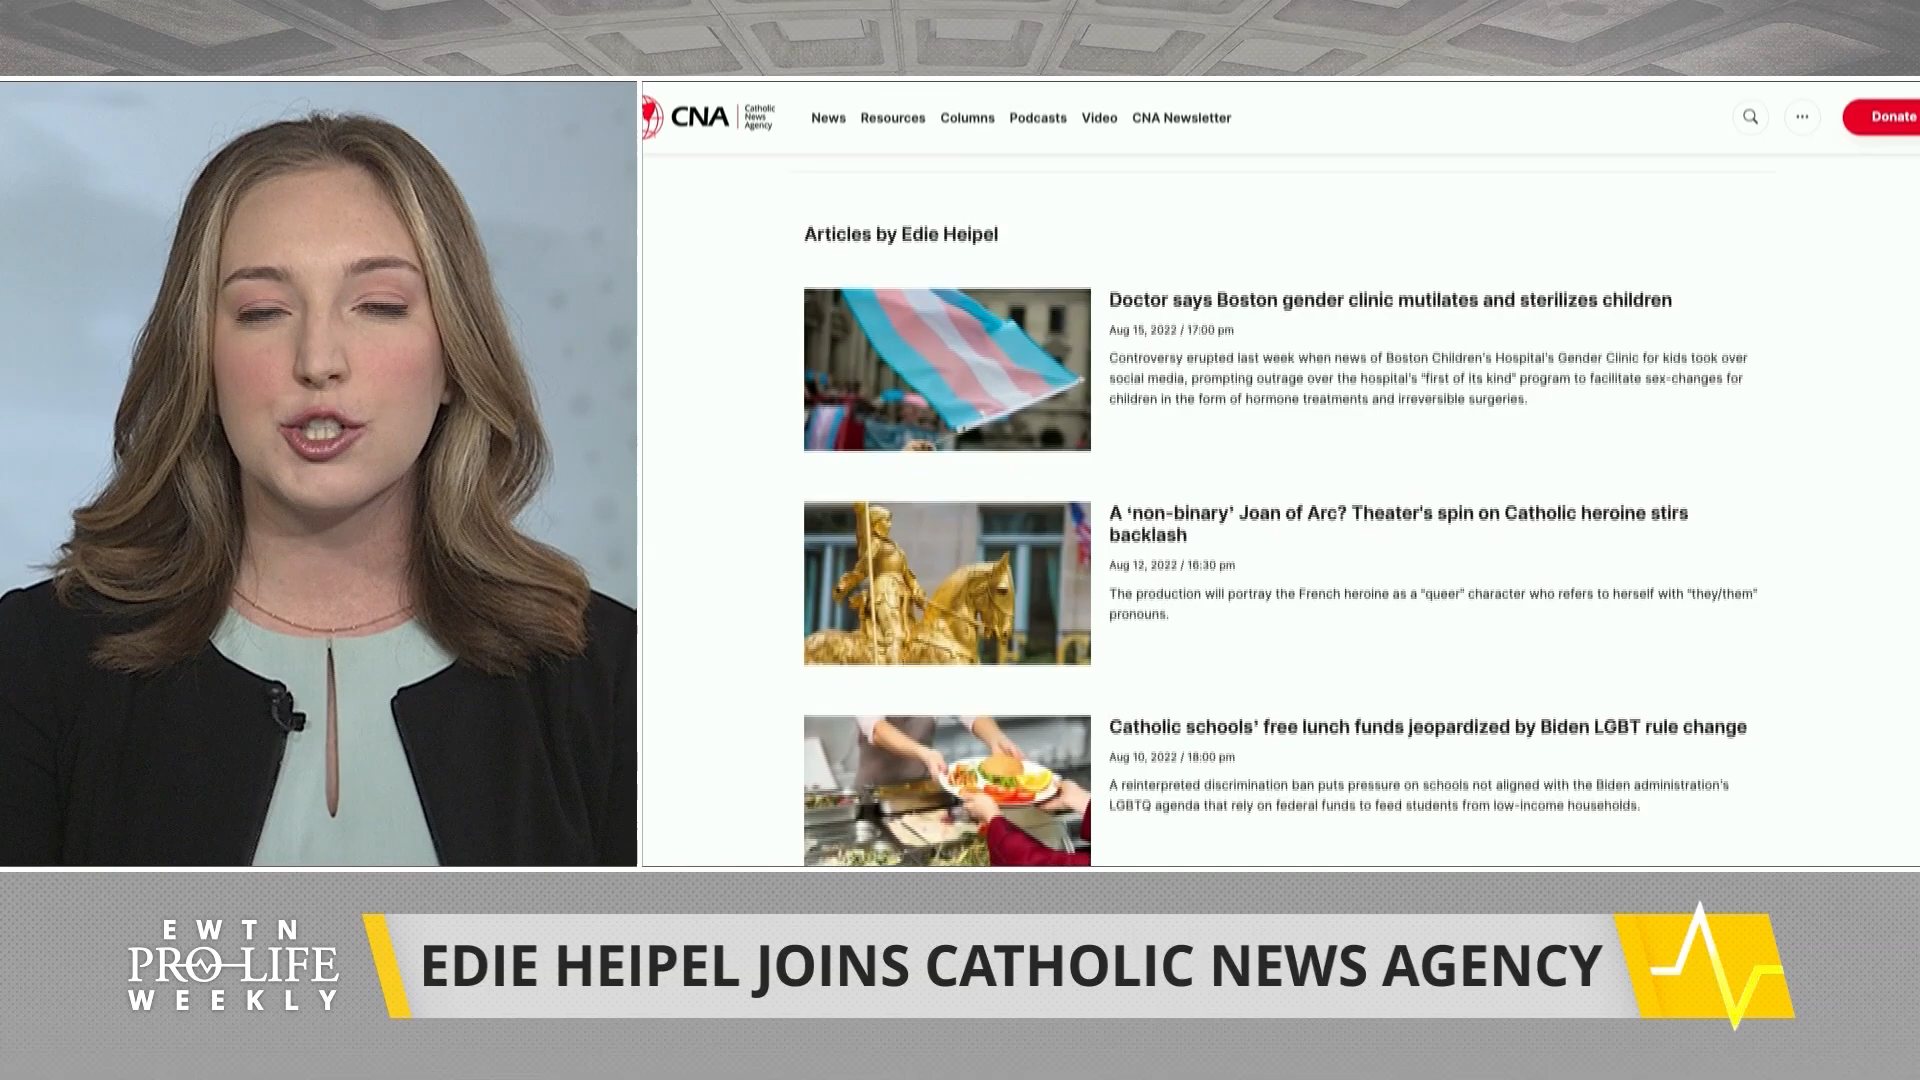 CNA
Catholic
News
Agency
News Resources Columns Podcasts Video CNA Newsletter
Donate
Articles by Edie Heipel
Doctor says Boston gender clinic mutilates and sterilizes children
Aug 15, 2022 / 17:00 pm
Controversy erupted last week when news of Boston Children's Hospital's Gender Clinic for kids took over
social media, prompting outrage over the hospital's "first of its kind" program to facilitate sex-changes for
children in the form of hormone treatments and irreversible surgeries.
A ‘non-binary’ Joan of Arc? Theater's spin on Catholic heroine stirs
backlash
Aug 12, 2022 / 16:30 pm
The production will portray the French heroine as a "queer" character who refers to herself with "they/them"
pronouns.
Catholic schools’ free lunch funds jeopardized by Biden LGBT rule change
Aug 10, 2022 / 18:00 pm
A reinterpreted discrimination ban puts pressure on schools not aligned with the Biden administration's
LGBTQ agenda that rely on federal funds to feed students from low-income households.
EWTN
PRO-LIFE
WEEKLY
EDIE HEIPEL JOINS CATHOLIC NEWS AGENCY